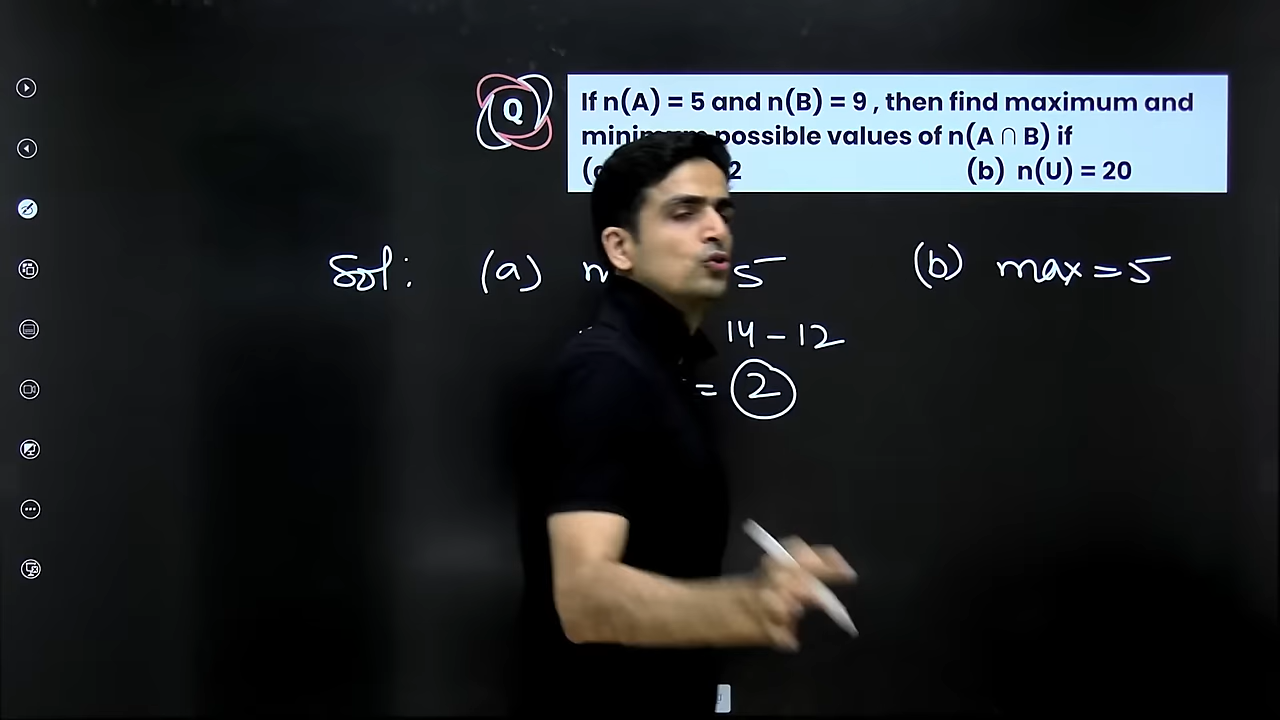 Q
If n(A) = 5 and n(B) = 9 , then find maximum and
possible values of n(A ∩ B) if
2 (b) n(U) = 20
Sol: (a) 5 (b) max = 5
14 - 12
= 2